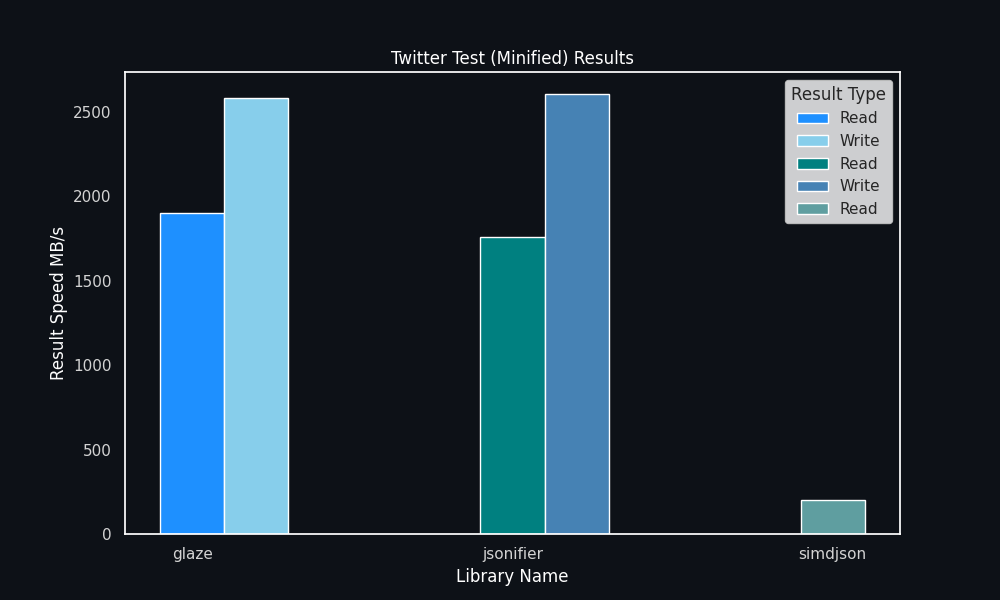 Twitter Test (Minified) Results
Result Type
Read
Write
Read
Write
Read
Result Speed MB/s
2500
2000
1500
1000
500
0
glaze
jsonifier
simdjson
Library Name